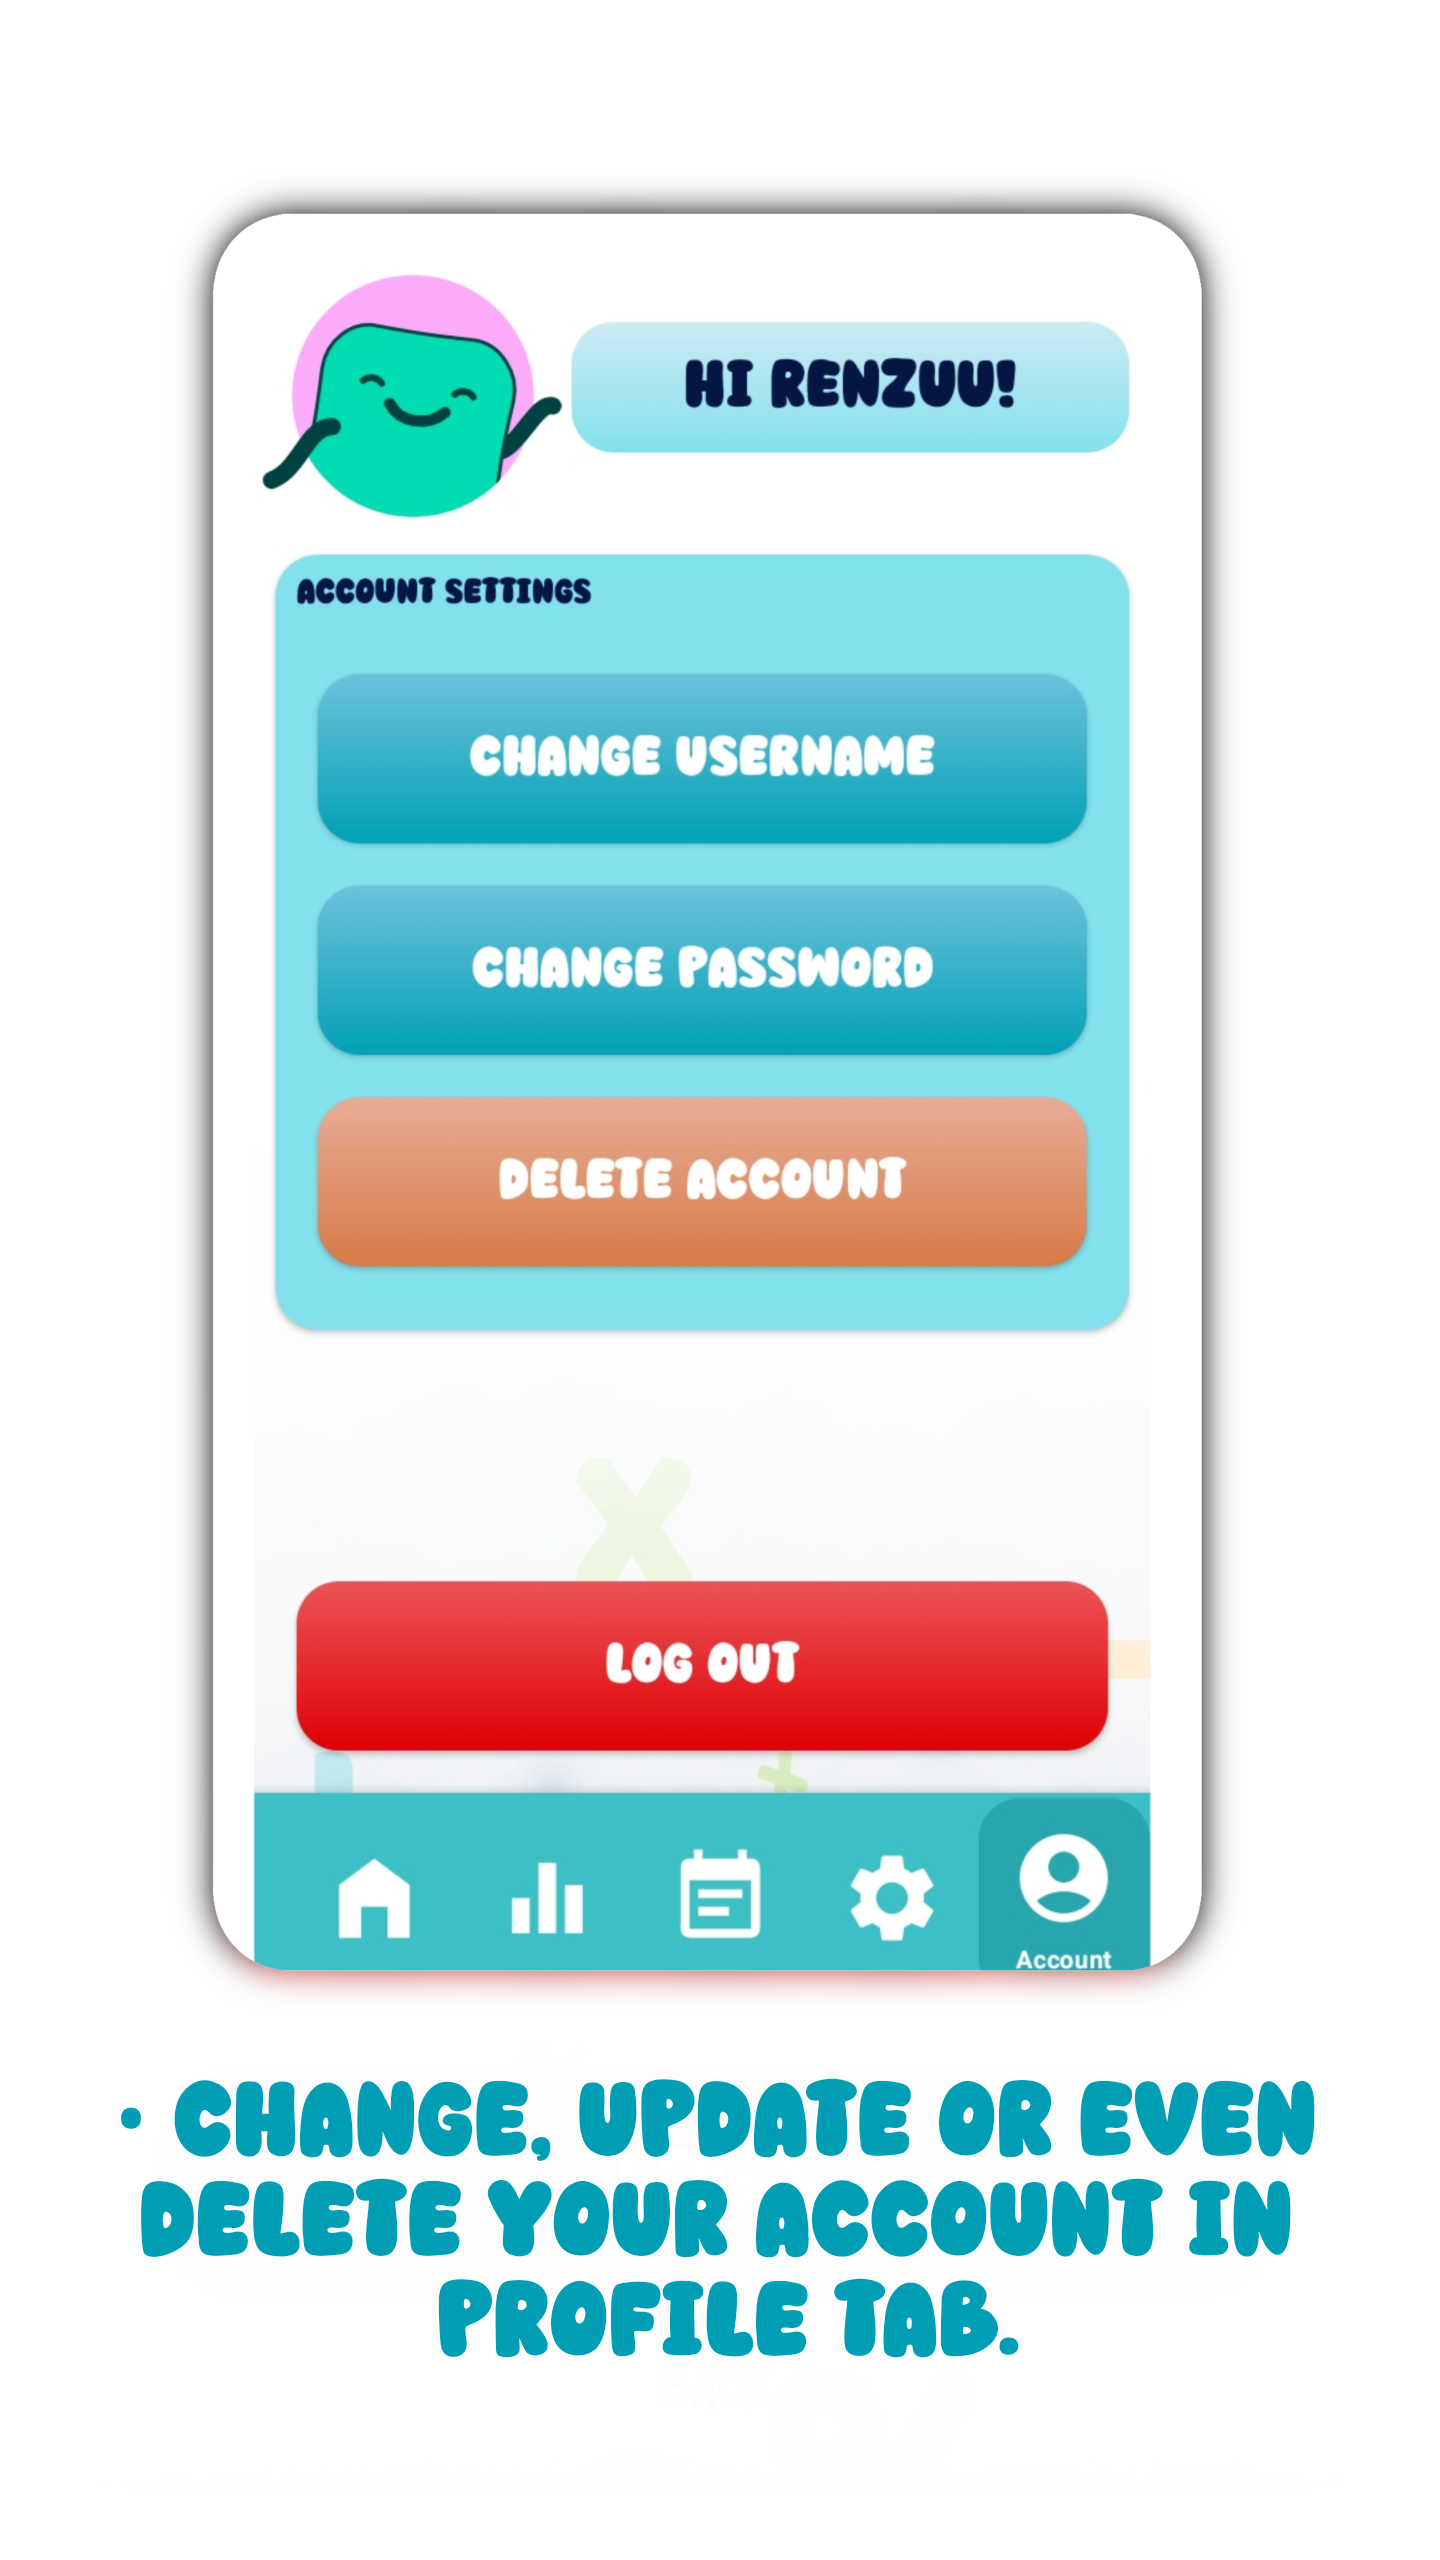 HI RENZUU!
ACCOUNT SETTINGS
CHANGE USERNAME
CHANGE PASSWORD
DELETE ACCOUNT
LOG OUT
Account
• CHANGE, UPDATE OR EVEN
DELETE YOUR ACCOUNT IN
PROFILE TAB.
BACK